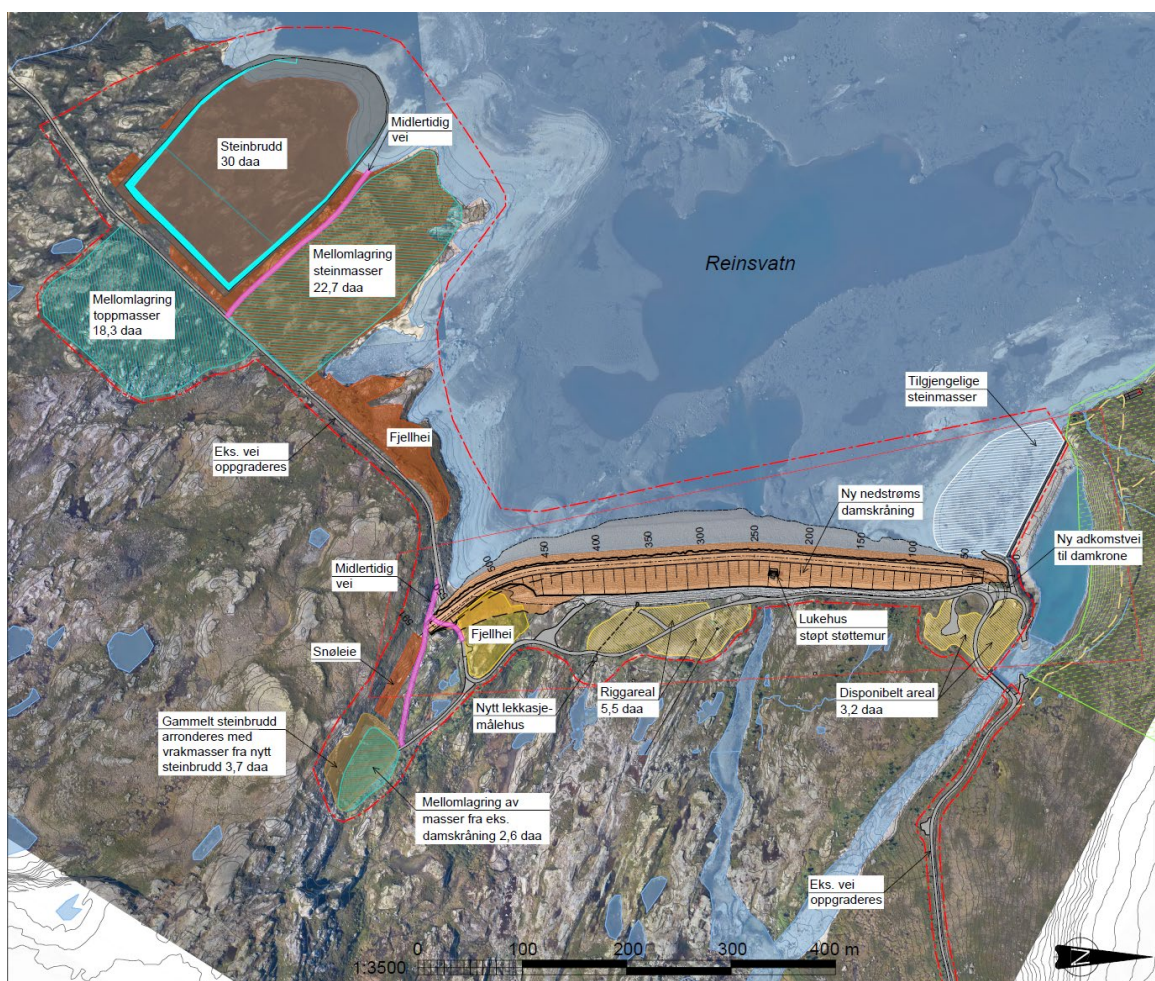 Steinbrudd
30 daa
Midlertidig
vei
Mellomlagring
steinmasser
22,7 daa
Reinsvatn
Mellomlagring
toppmasser
18,3 daa
Tilgjengelige
steinmasser
Fjellhei
Eks. vei
oppgraderes
Ny nedstrøms
damskråning
Ny adkomstvei
til damkrone
500
450
400
350
300
250
200
150
100
50
0
Midlertidig
vei
550
Fjellhei
Lukehus
støpt støttemur
Snøleie
Riggareal
5,5 daa
Disponibelt areal
3,2 daa
Nytt lekkasje-
målehus
Gammelt steinbrudd
arronderes med
vrakmasser fra nytt
steinbrudd 3,7 daa
Mellomlagring av
masser fra eks.
damskråning 2,6 daa
Eks. vei
oppgraderes
0 100 200 300 400 m
1:3500
N